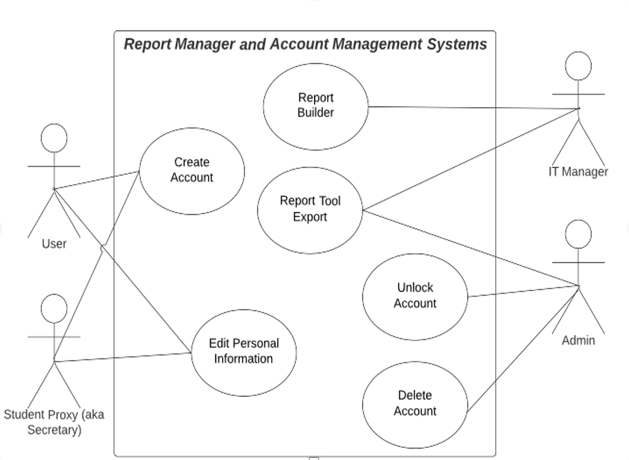 Report Manager and Account Management Systems
Report
Builder
IT Manager
Create
Account
Report Tool
Export
User
Unlock
Account
Admin
Edit Personal
Information
Delete
Account
Student Proxy (aka
Secretary)